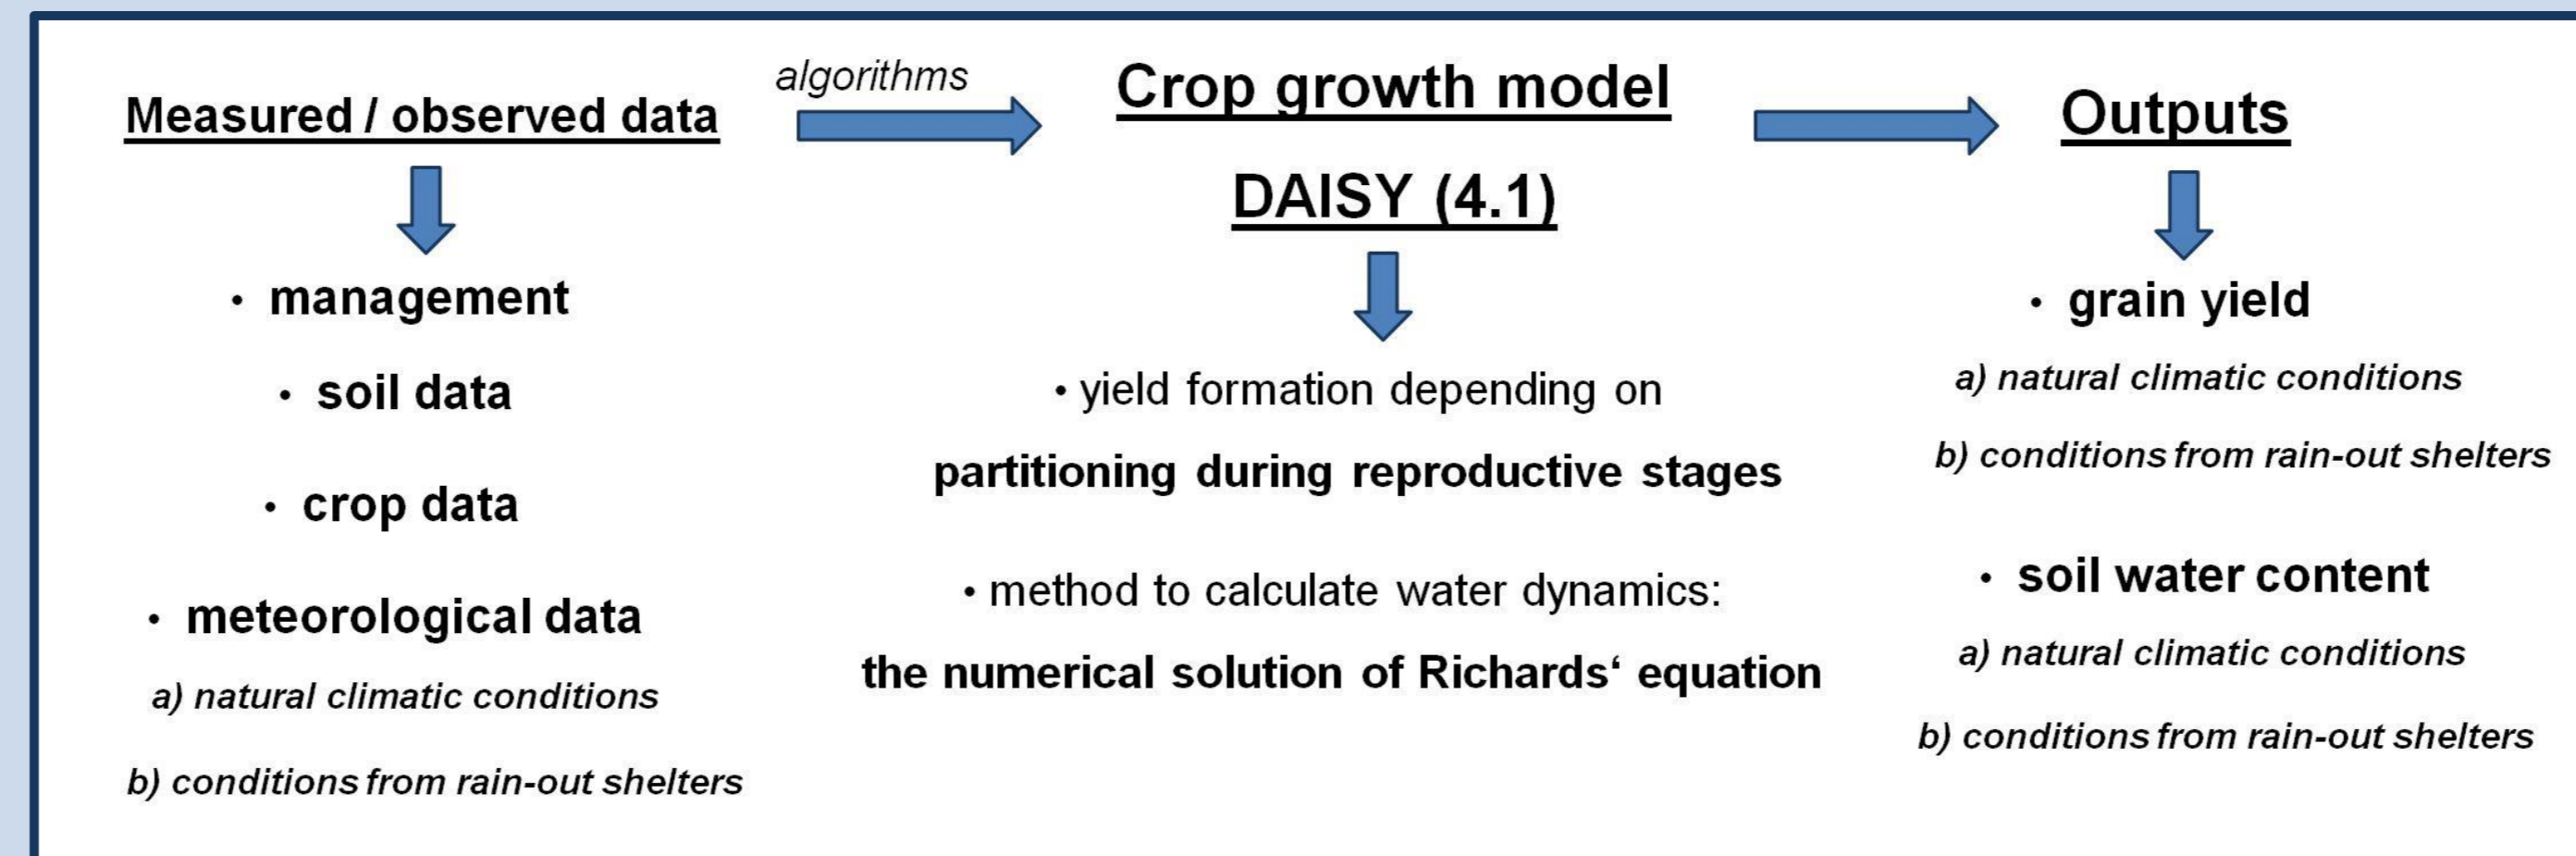 Measured / observed data
• management
• soil data
• crop data
• meteorological data
a) natural climatic conditions
b) conditions from rain-out shelters
algorithms
Crop growth model
DAISY (4.1)
• yield formation depending on
partitioning during reproductive stages
• method to calculate water dynamics:
the numerical solution of Richards‘ equation
Outputs
• grain yield
a) natural climatic conditions
b) conditions from rain-out shelters
• soil water content
a) natural climatic conditions
b) conditions from rain-out shelters